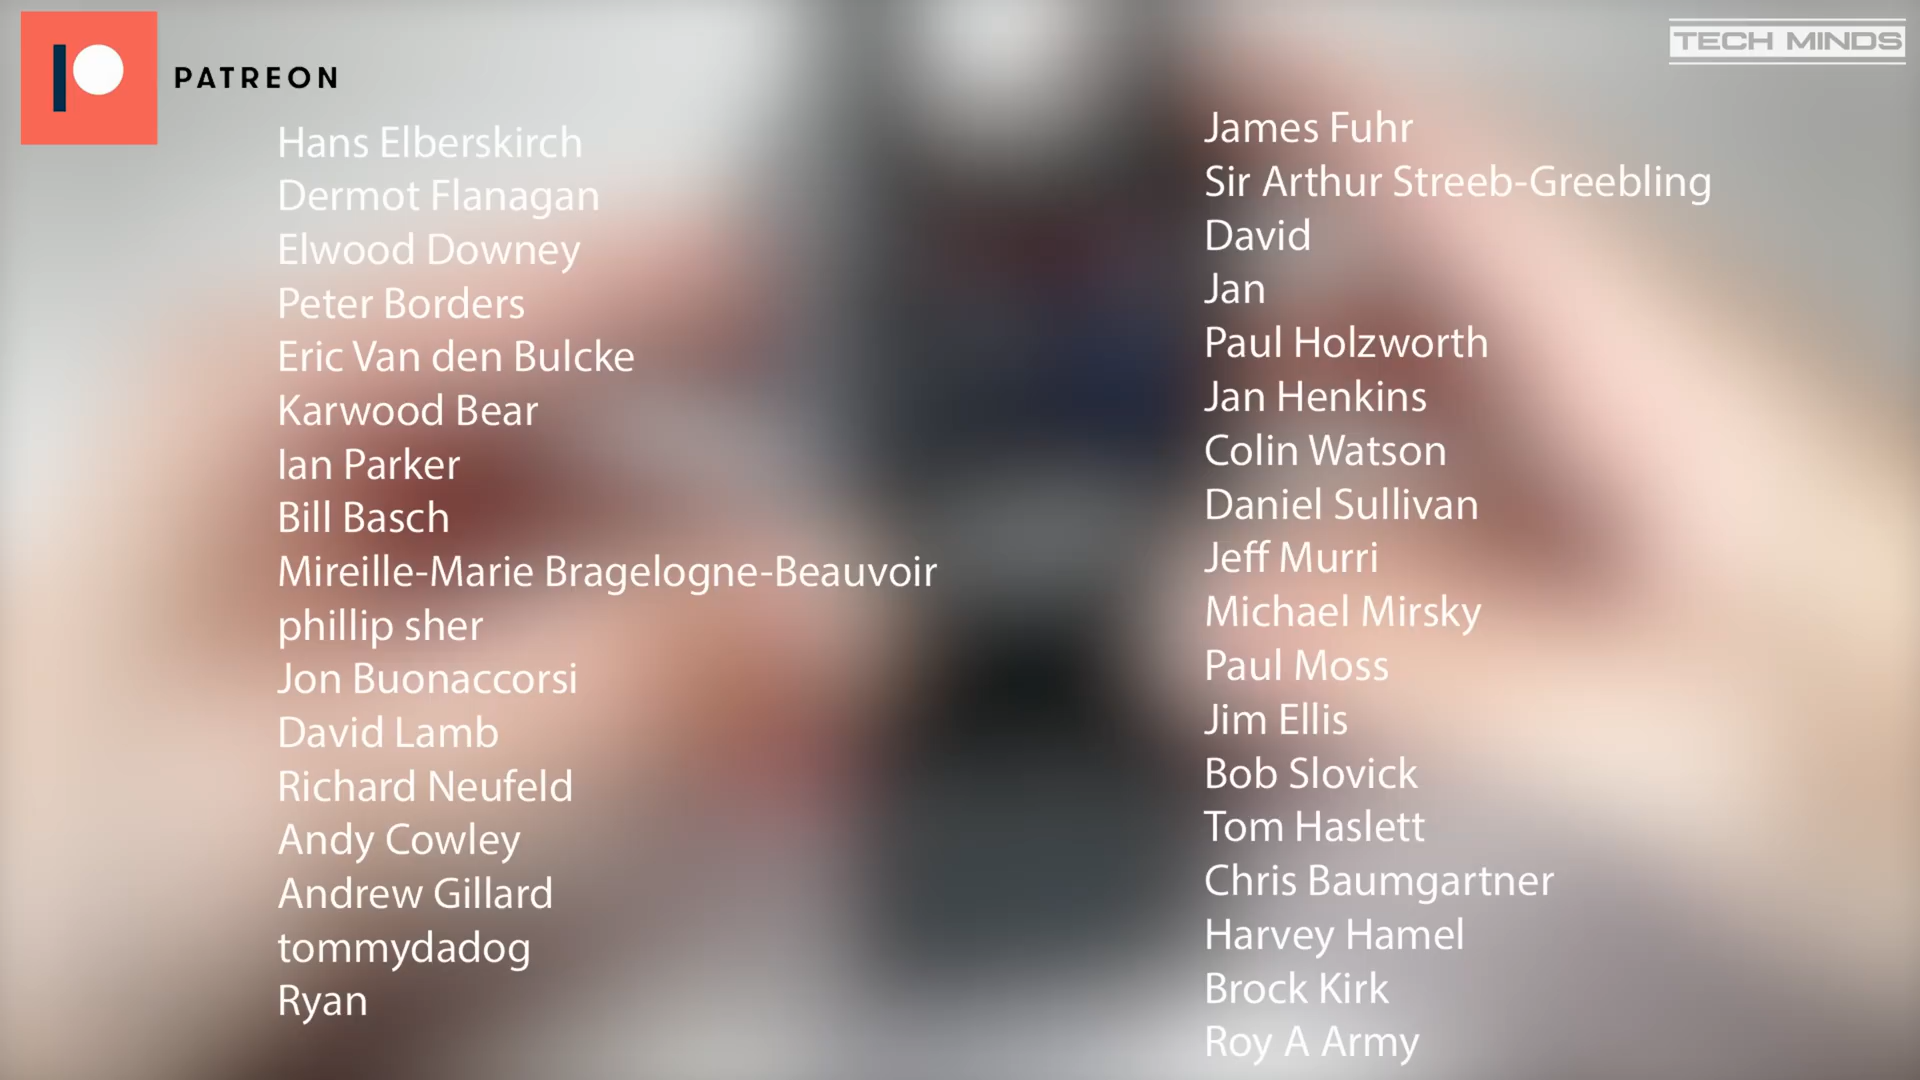 PATREON
TECH MINDS
Hans Elberskirch
Dermot Flanagan
Elwood Downey
Peter Borders
Eric Van den Bulcke
Karwood Bear
Ian Parker
Bill Basch
Mireille-Marie Bragelogne-Beauvoir
phillip sher
Jon Buonaccorsi
David Lamb
Richard Neufeld
Andy Cowley
Andrew Gillard
tommydadog
Ryan
James Fuhr
Sir Arthur Streeb-Greebling
David
Jan
Paul Holzworth
Jan Henkins
Colin Watson
Daniel Sullivan
Jeff Murri
Michael Mirsky
Paul Moss
Jim Ellis
Bob Slovick
Tom Haslett
Chris Baumgartner
Harvey Hamel
Brock Kirk
Roy A Army